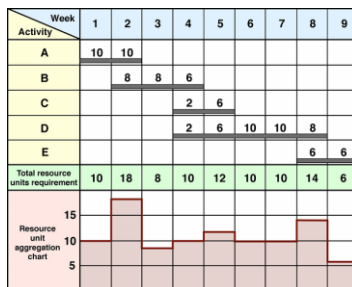 Week
Activity
1 2 3 4 5 6 7 8 9
A 10 10
B 8 8 6
C 2 6
D 2 6 10 10 8
E 6 6
Total resource
units requirement
10 18 8 10 12 10 10 14 6
Resource
unit
aggregation
chart
15
10
5